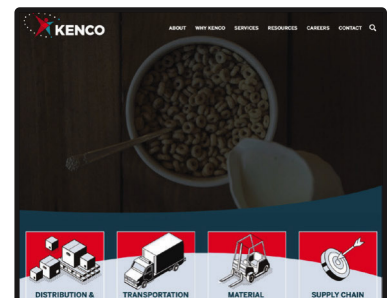 KENCO
ABOUT WHY KENCO SERVICES RESOURCES CAREERS CONTACT
DISTRIBUTION & TRANSPORTATION MATERIAL SUPPLY CHAIN